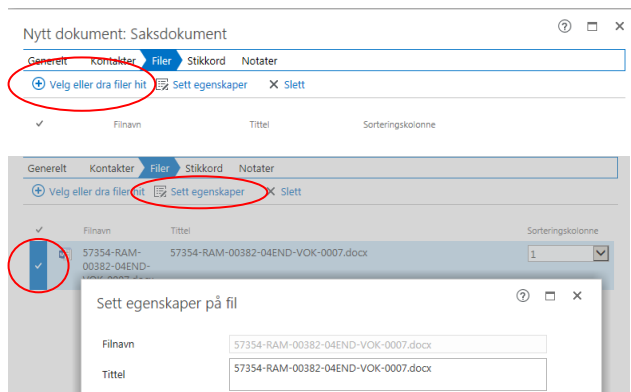 Nytt dokument: Saksdokument
Generelt Kontakter Filer Stikkord Notater
Velg eller dra filer hit Sett egenskaper Slett
Filnavn Tittel Sorteringskolonne
Generelt Kontakter Filer Stikkord Notater
Velg eller dra filer hit Sett egenskaper Slett
Filnavn Tittel Sorteringskolonne
57354-RAM- 57354-RAM-00382-04END-VOK-0007.docx 1
00382-04END-
VOK-0007.docx
Sett egenskaper på fil
Filnavn 57354-RAM-00382-04END-VOK-0007.docx
Tittel 57354-RAM-00382-04END-VOK-0007.docx